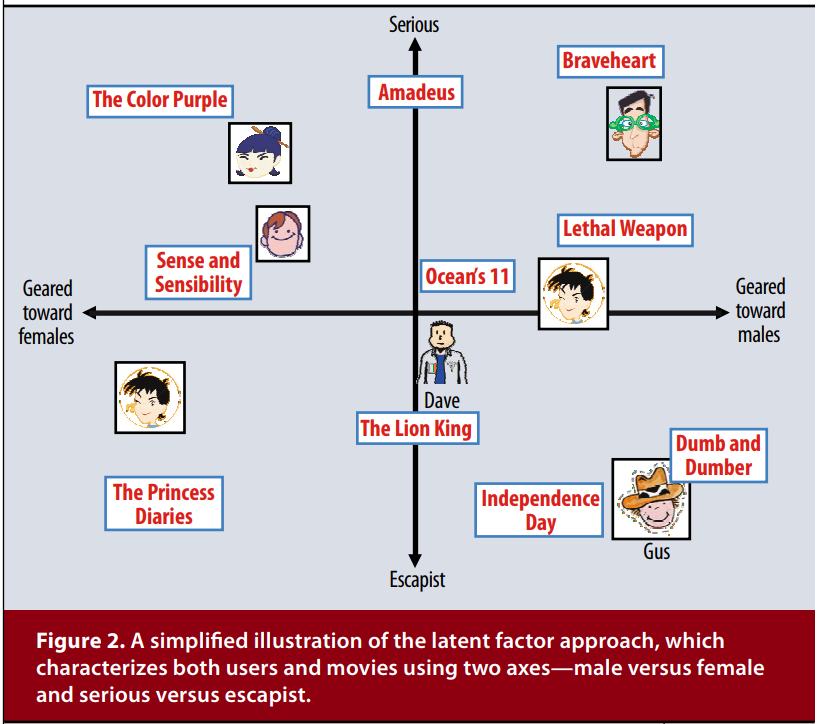 Serious
Braveheart
Amadeus
The Color Purple
Lethal Weapon
Sense and
Sensibility
Ocean's 11
Geared
toward
females
Geared
toward
males
Dave
The Lion King
Dumb and
Dumber
The Princess
Diaries
Independence
Day
Gus
Escapist
Figure 2. A simplified illustration of the latent factor approach, which
characterizes both users and movies using two axes—male versus female
and serious versus escapist.